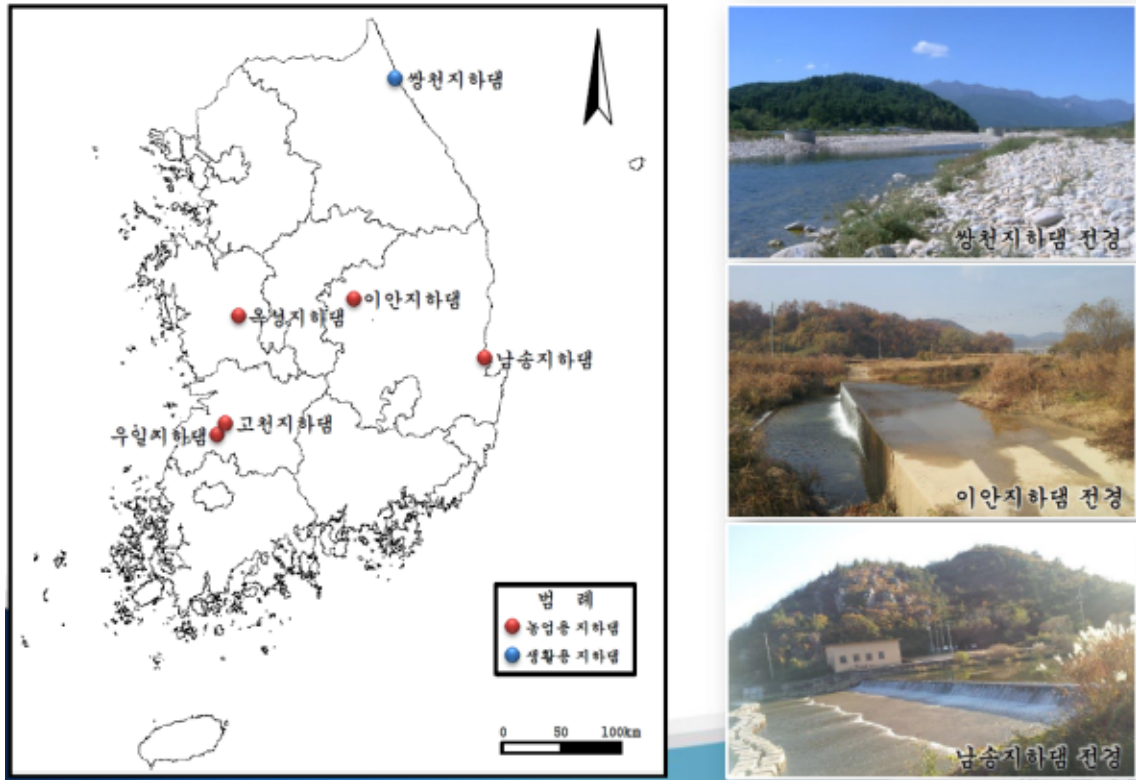 쌍천지하댐
이안지하댐
옥성지하댐
남송지하댐
고천지하댐
우일지하댐
범 례
농업용 지하댐
생활용 지하댐
0 50 100km
쌍천지하댐 전경
이안지하댐 전경
남송지하댐 전경